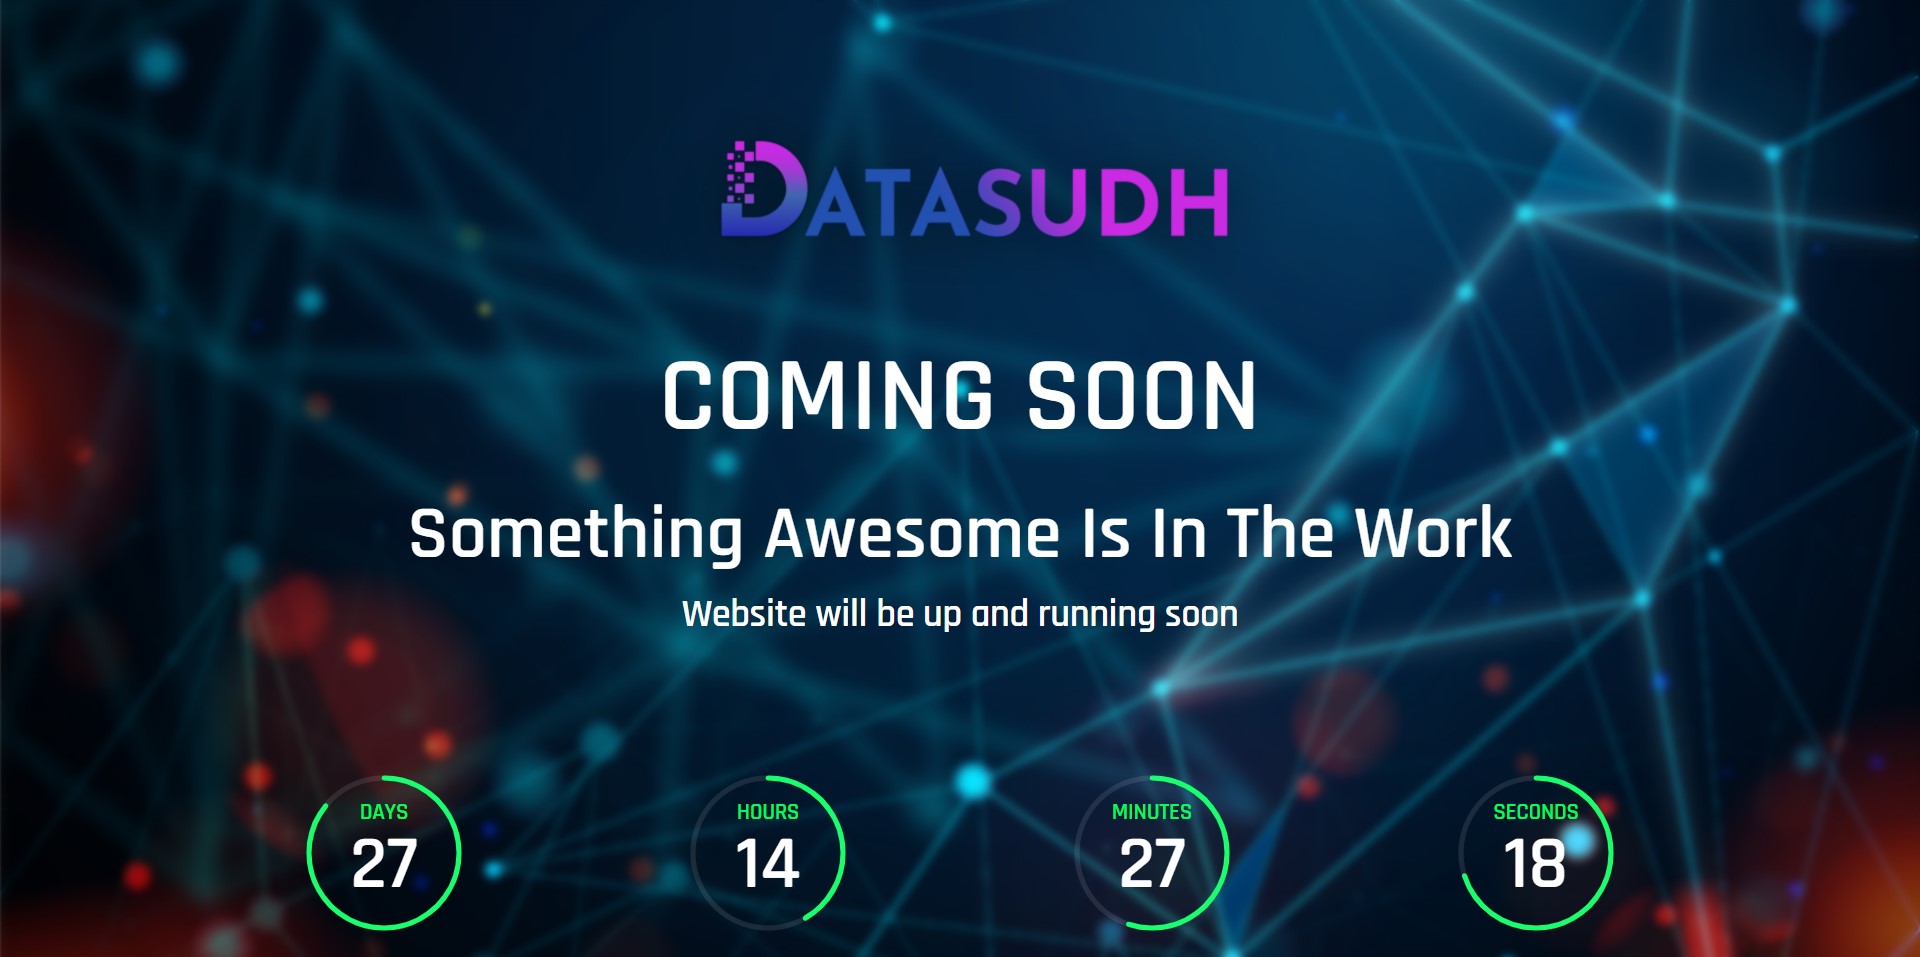 DATASUDH
COMING SOON
Something Awesome Is In The Work
Website will be up and running soon
DAYS
27
HOURS
14
MINUTES
27
SECONDS
18